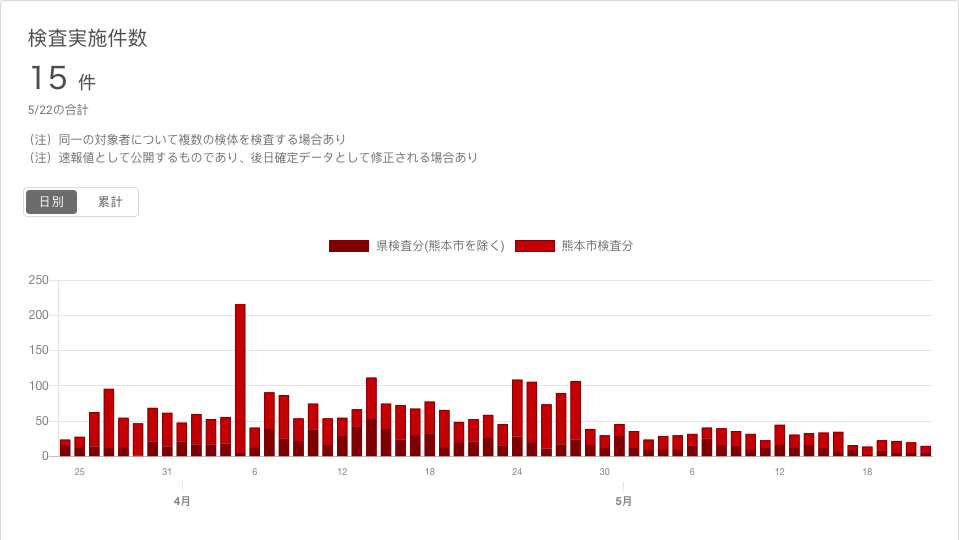 検査実施件数
15 件
5/22の合計
（注）同一の対象者について複数の検体を検査する場合あり
（注）速報値として公開するものであり、後日確定データとして修正される場合あり
日別 累計
県検査分(熊本市を除く) 熊本市検査分
250
200
150
100
50
0
25 31 6 12 18 24 30 6 12 18
4月 5月